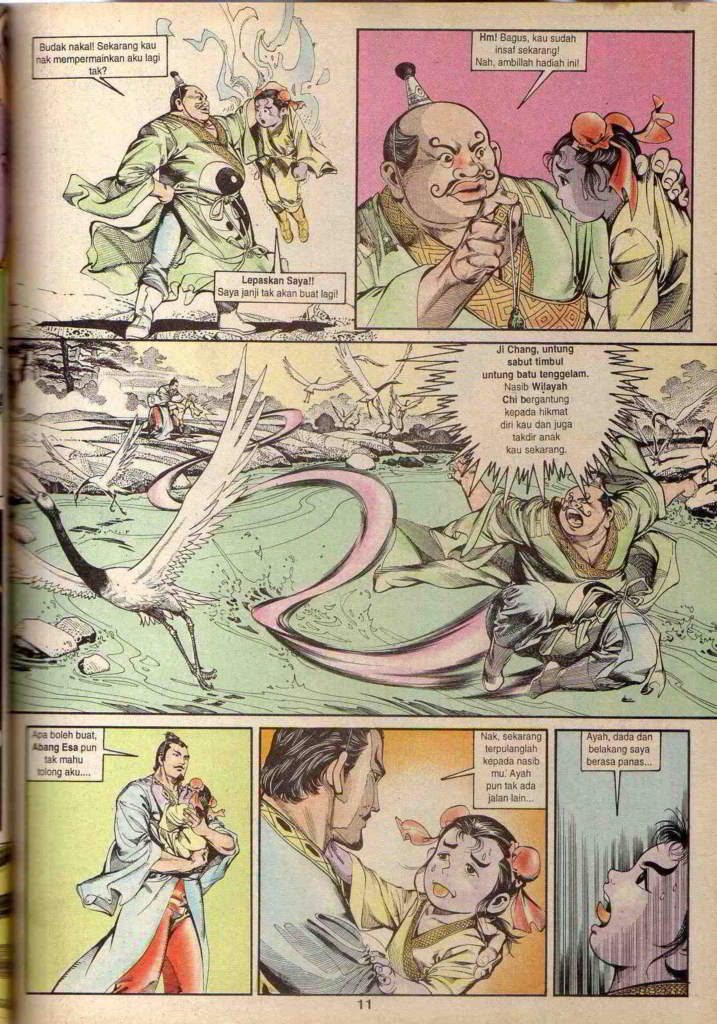 Budak nakal! Sekarang kau
nak mempermainkan aku lagi
tak?
Lepaskan Saya!!
Saya janji tak akan buat lagi!
Hm! Bagus, kau sudah
insaf sekarang!
Nah, ambillah hadiah ini!
Ji Chang, untung
sabut timbul
untung batu tenggelam.
Nasib Wilayah
Chi bergantung
kepada hikmat
diri kau dan juga
takdir anak
kau sekarang.
Apa boleh buat,
Abang Esa pun
tak mahu
tolong aku....
Nak, sekarang
terpulanglah
kepada nasib
mu. Ayah
pun tak ada
jalan lain...
Ayah, dada dan
belakang saya
berasa panas...
11